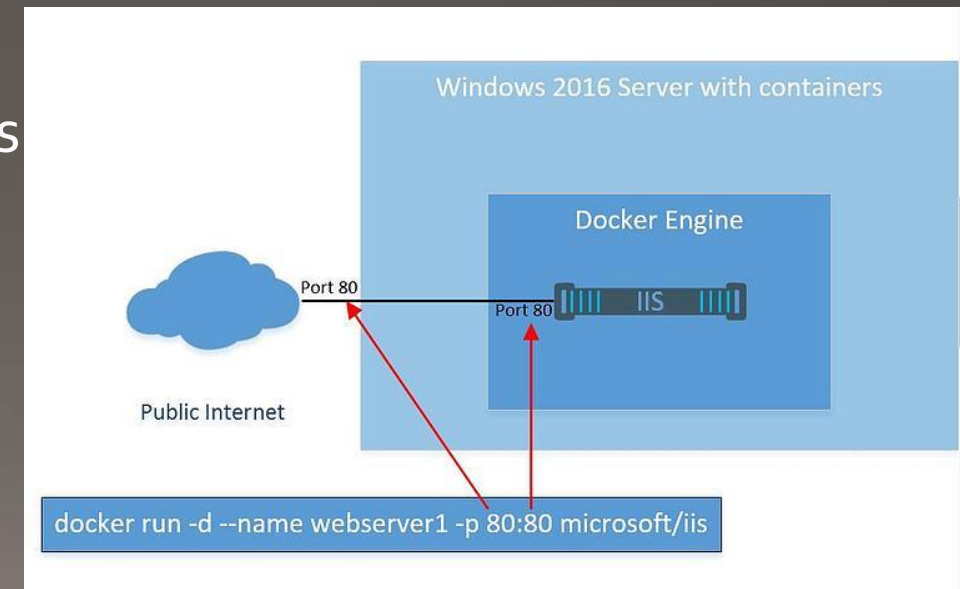 s
Windows 2016 Server with containers
Docker Engine
Port 80
IIS
Port 80
Public Internet
docker run -d --name webserver1 -p 80:80 microsoft/iis